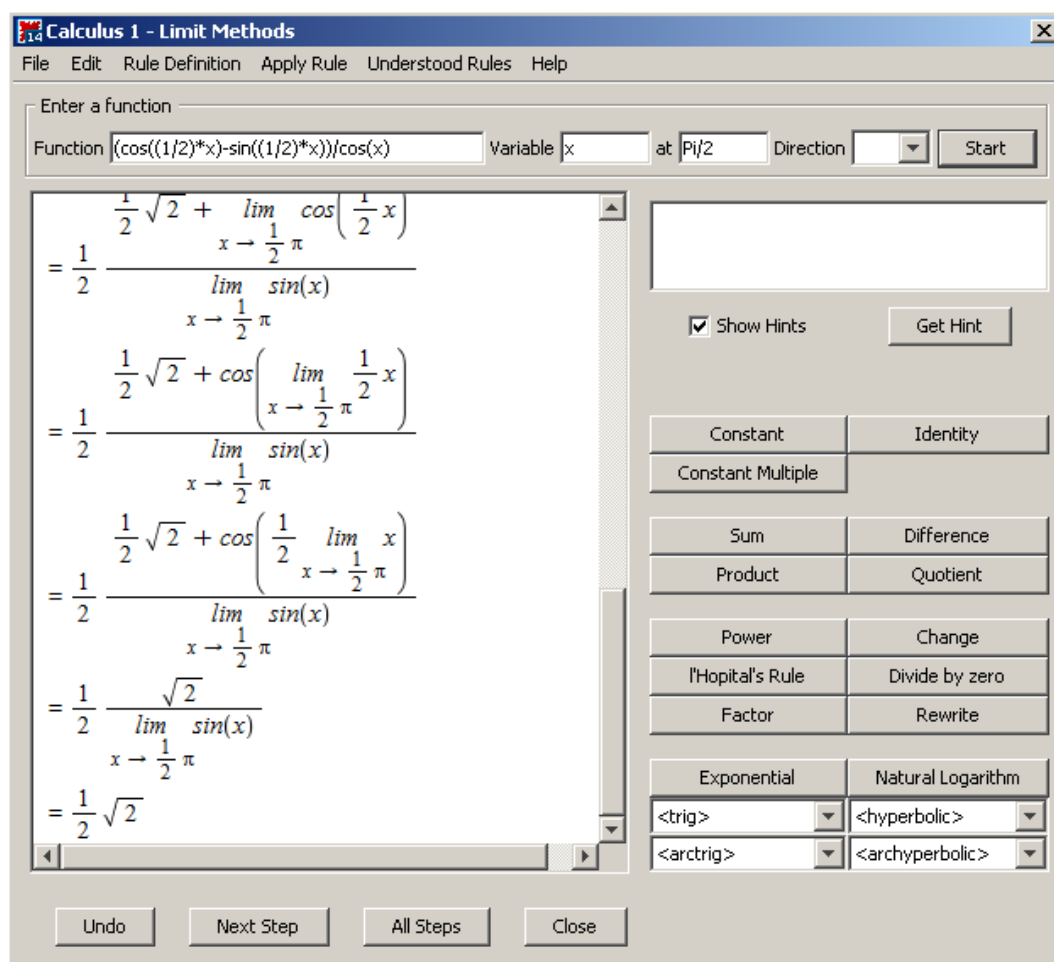 Calculus 1 - Limit Methods
File Edit Rule Definition Apply Rule Understood Rules Help
Enter a function
Function (cos((1/2)*x)-sin((1/2)*x))/cos(x) Variable x at Pi/2 Direction Start
= 1/2 (1/2 √2 + lim x → 1/2 π cos(1/2 x)) / (lim x → 1/2 π sin(x))
= 1/2 (1/2 √2 + cos(lim x → 1/2 π 1/2 x)) / (lim x → 1/2 π sin(x))
= 1/2 (1/2 √2 + cos(1/2 lim x → 1/2 π x)) / (lim x → 1/2 π sin(x))
= 1/2 √2 / (lim x → 1/2 π sin(x))
= 1/2 √2
Show Hints Get Hint
Constant Identity
Constant Multiple
Sum Difference
Product Quotient
Power Change
l'Hopital's Rule Divide by zero
Factor Rewrite
Exponential Natural Logarithm
<trig> <hyperbolic>
<arctrig> <archyperbolic>
Undo Next Step All Steps Close